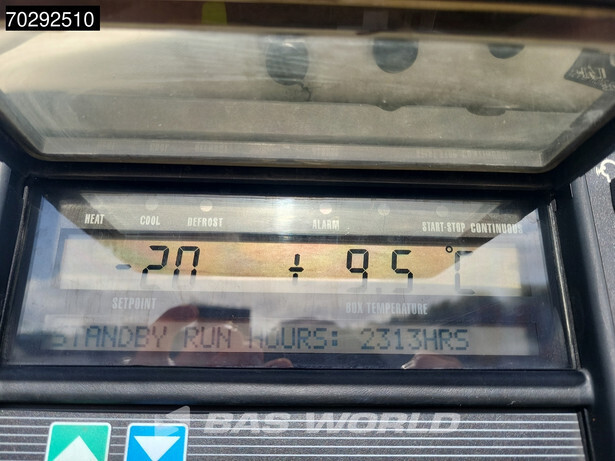 70292510
HEAT COOL DEFROST ALARM START-STOP CONTINUOUS
-20 + 9.5 °C
SETPOINT BOX TEMPERATURE
STANDBY RUN HOURS: 2313HRS
BAS WORLD